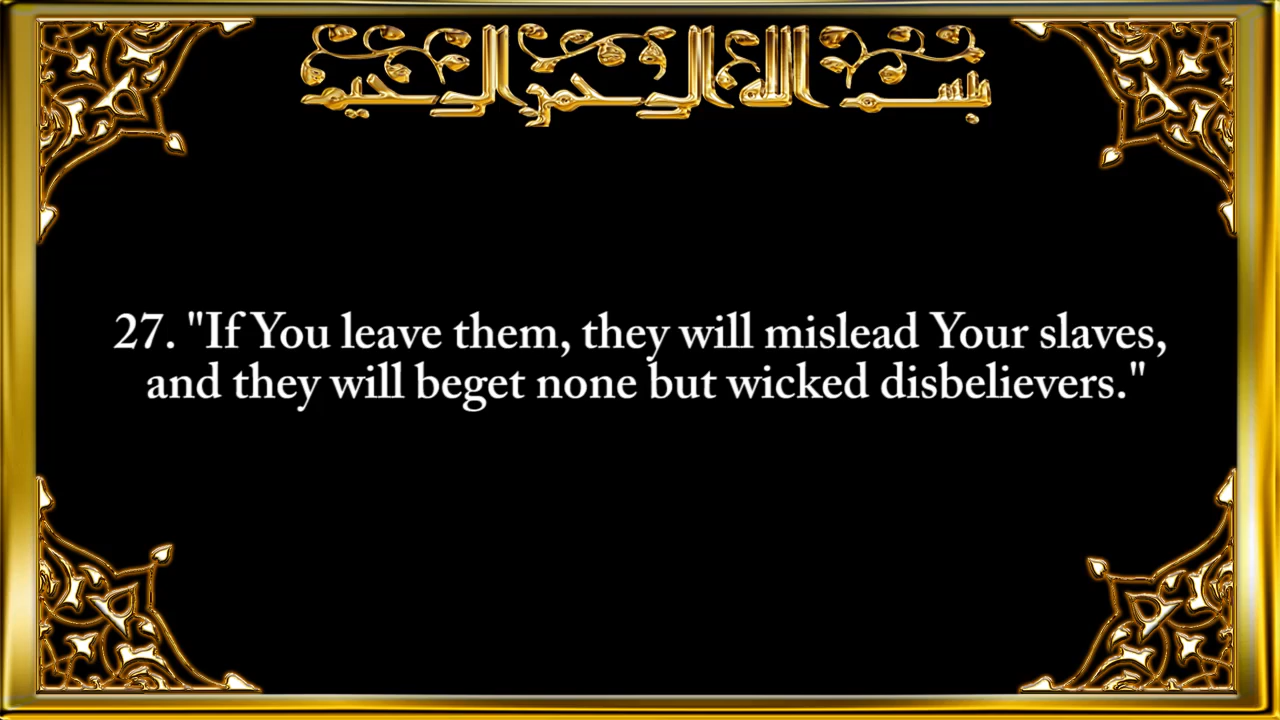 بسم الله الرحمن الرحيم
27. "If You leave them, they will mislead Your slaves,
and they will beget none but wicked disbelievers."